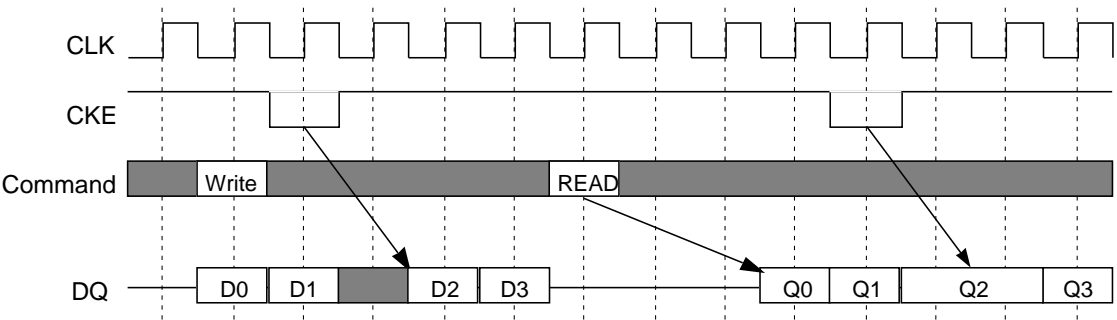 CLK
CKE
Command Write READ
DQ D0 D1 D2 D3 Q0 Q1 Q2 Q3